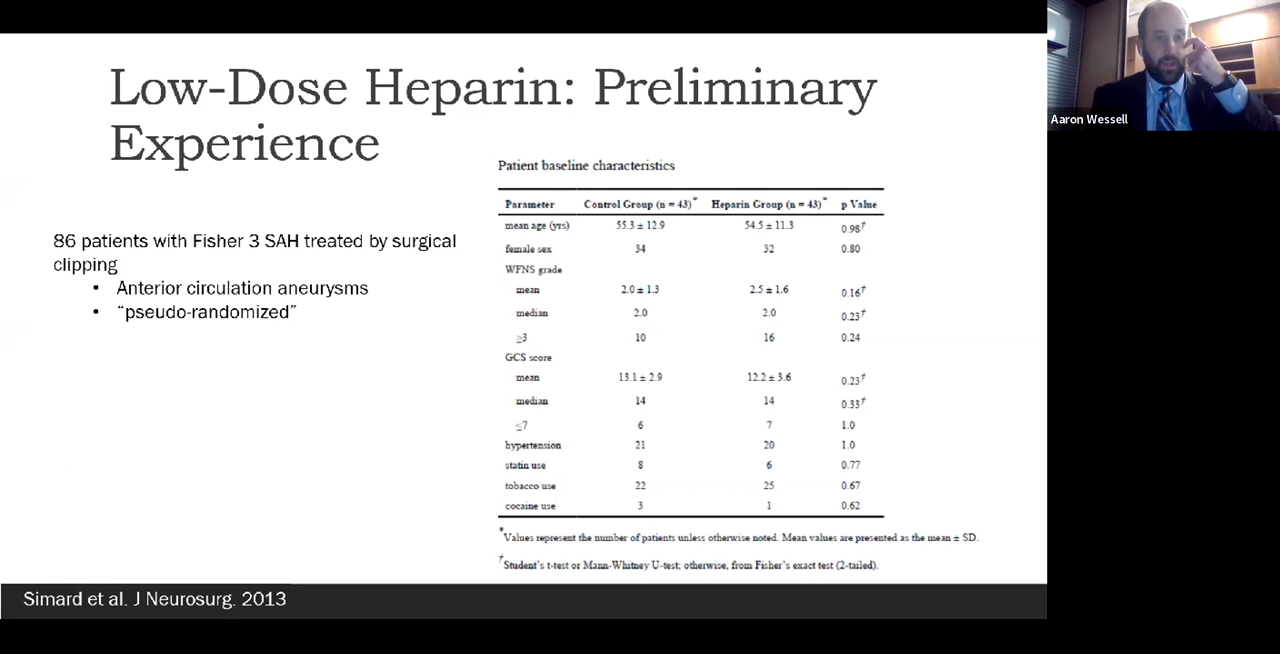 Low-Dose Heparin: Preliminary
Experience
Aaron Wessell
86 patients with Fisher 3 SAH treated by surgical
clipping
• Anterior circulation aneurysms
• “pseudo-randomized”
Patient baseline characteristics
Parameter Control Group (n = 43)* Heparin Group (n = 43)* p Value
mean age (yrs) 55.3 ± 12.9 54.5 ± 11.3 0.98†
female sex 34 32 0.80
WFNS grade
mean 2.0 ± 1.3 2.5 ± 1.6 0.16†
median 2.0 2.0 0.23†
≥3 10 16 0.24
GCS score
mean 13.1 ± 2.9 12.2 ± 3.6 0.23†
median 14 14 0.33†
≤7 6 7 1.0
hypertension 21 20 1.0
statin use 8 6 0.77
tobacco use 22 25 0.67
cocaine use 3 1 0.62
*Values represent the number of patients unless otherwise noted. Mean values are presented as the mean ± SD.
†Student's t-test or Mann-Whitney U-test; otherwise, from Fisher's exact test (2-tailed).
Simard et al. J Neurosurg. 2013